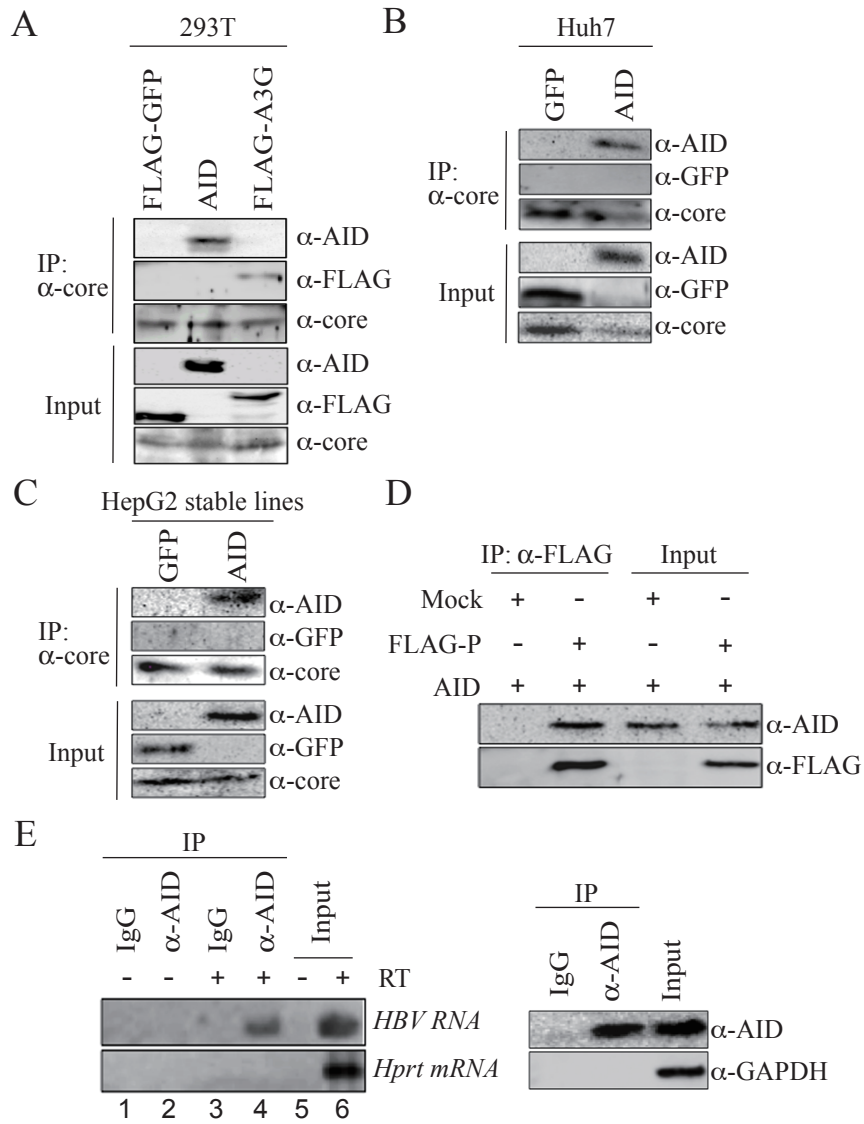 A
293T
FLAG-GFP
AID
FLAG-A3G
IP:
α-core
α-AID
α-FLAG
α-core
Input
α-AID
α-FLAG
α-core
B
Huh7
GFP
AID
IP:
α-core
α-AID
α-GFP
α-core
Input
α-AID
α-GFP
α-core
C
HepG2 stable lines
GFP
AID
IP:
α-core
α-AID
α-GFP
α-core
Input
α-AID
α-GFP
α-core
D
IP: α-FLAG Input
Mock + - + -
FLAG-P - + - +
AID + + + +
α-AID
α-FLAG
E
IP
IgG α-AID IgG α-AID Input
- - + + - + RT
HBV RNA
Hprt mRNA
1 2 3 4 5 6
IP
IgG α-AID Input
α-AID
α-GAPDH